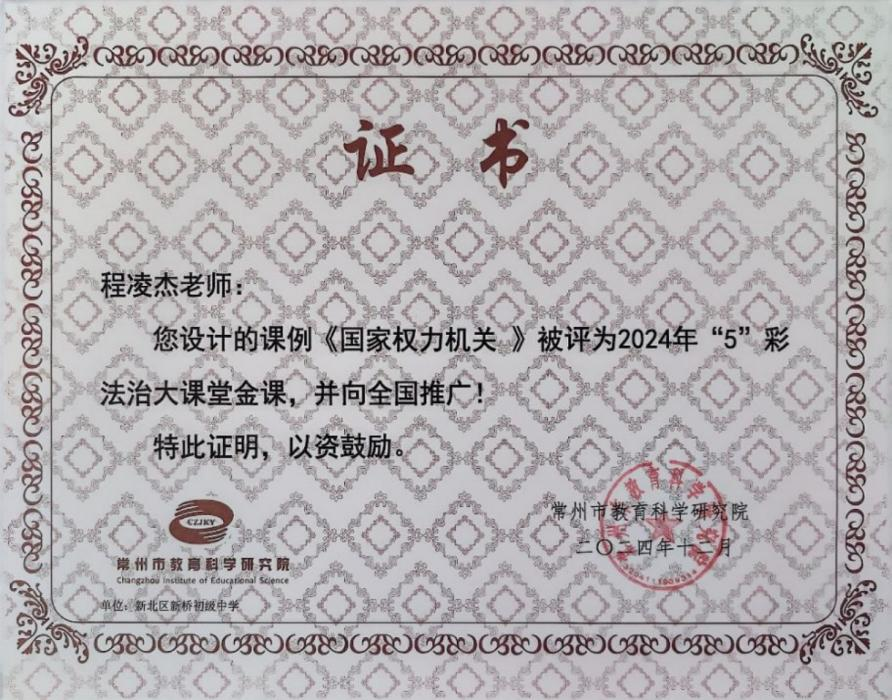 证 书
程凌杰老师：
您设计的课例《国家权力机关 》被评为2024年“5”彩
法治大课堂金课，并向全国推广！
特此证明，以资鼓励。
CZJKY
常州市教育科学研究院
Changzhou Institute of Educational Science
单位：新北区新桥初级中学
常州市教育科学研究院
二〇二四年十二月